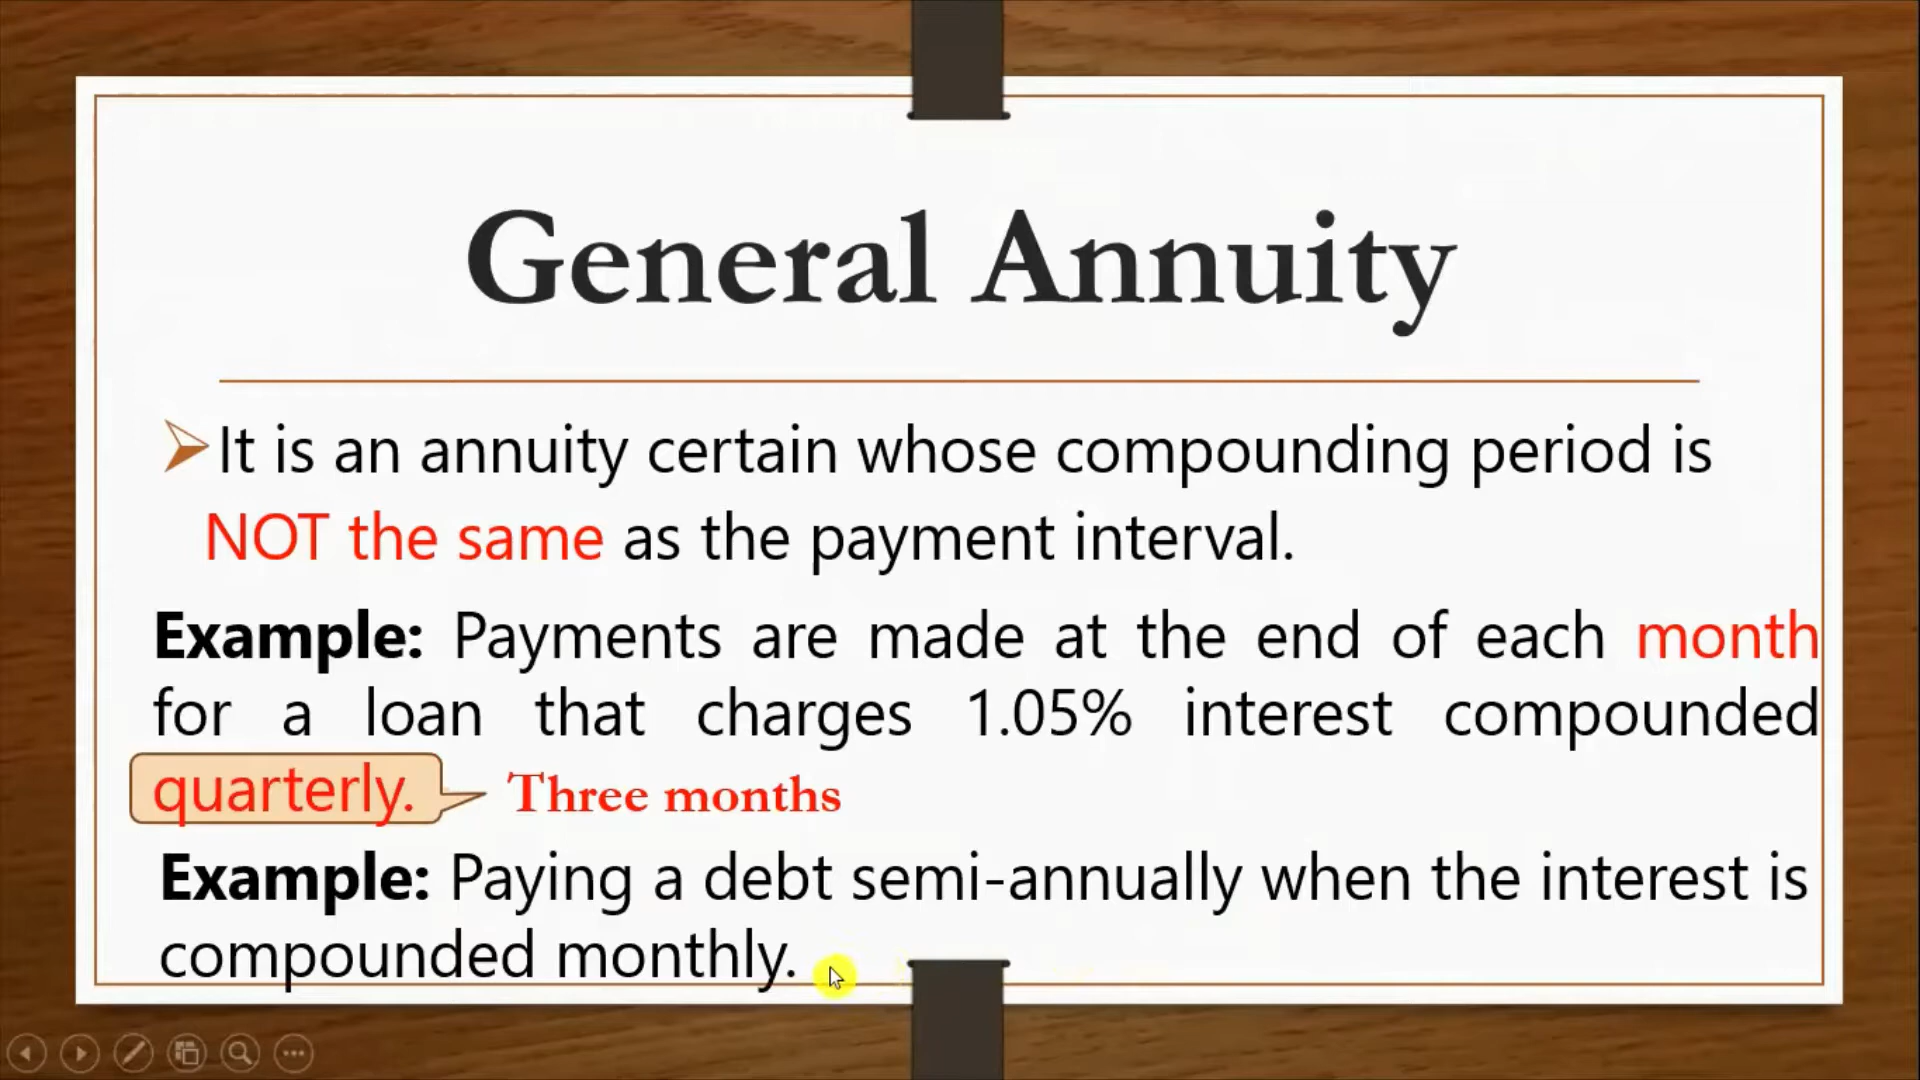 General Annuity
It is an annuity certain whose compounding period is
NOT the same as the payment interval.
Example: Payments are made at the end of each month
for a loan that charges 1.05% interest compounded
quarterly. Three months
Example: Paying a debt semi-annually when the interest is
compounded monthly.